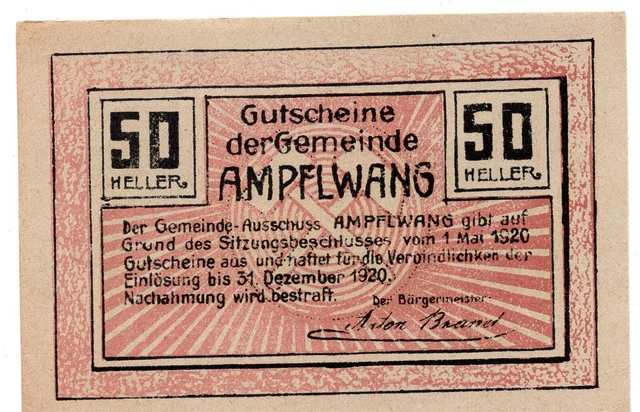 50
HELLER
50
HELLER
Gutscheine
der Gemeinde
AMPFLWANG
Der Gemeinde-Ausschuss AMPFLWANG gibt auf
Grund des Sitzungsbeschlusses vom 1 Mai 1920
Gutscheine aus und haftet für die Verbindlichken der
Einlösung bis 31. Dezember 1920.
Nachahmung wird bestraft.
Der Bürgermeister:
Anton Brand